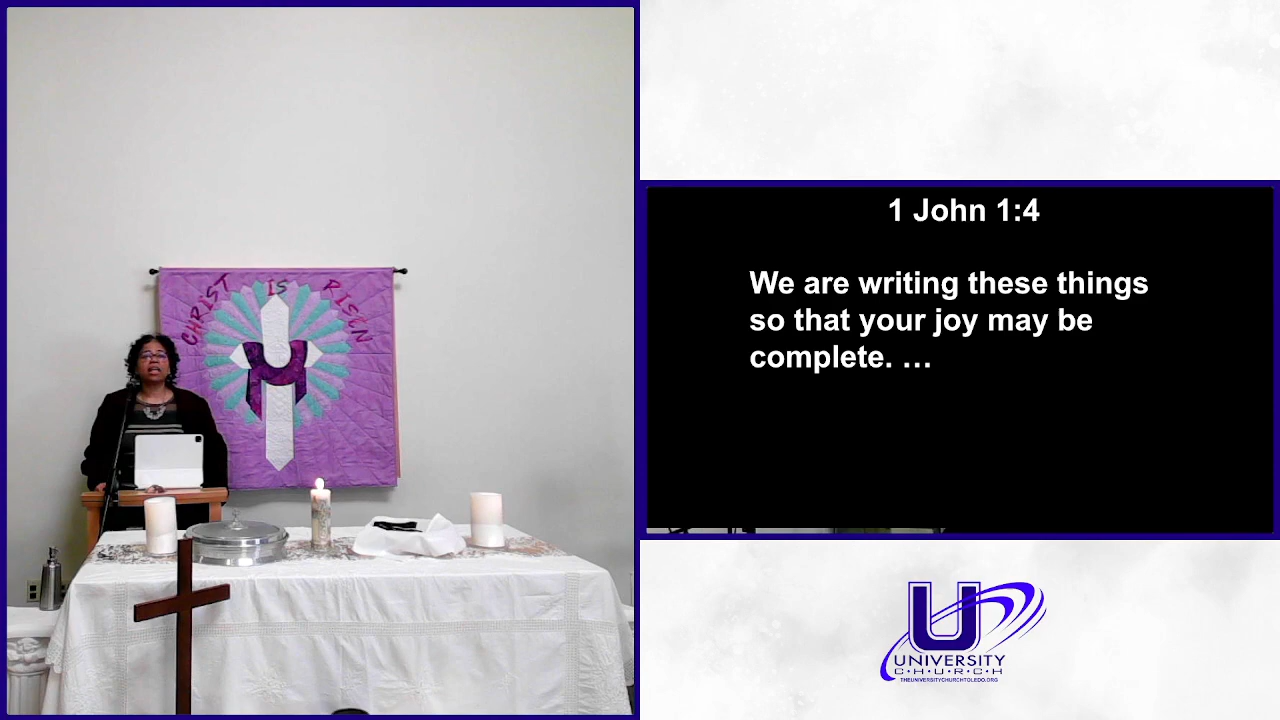 CHRIST IS RISEN
1 John 1:4
We are writing these things
so that your joy may be
complete. …
U
UNIVERSITY
C·H·U·R·C·H
THEUNIVERSITYCHURCHTOLEDO.ORG